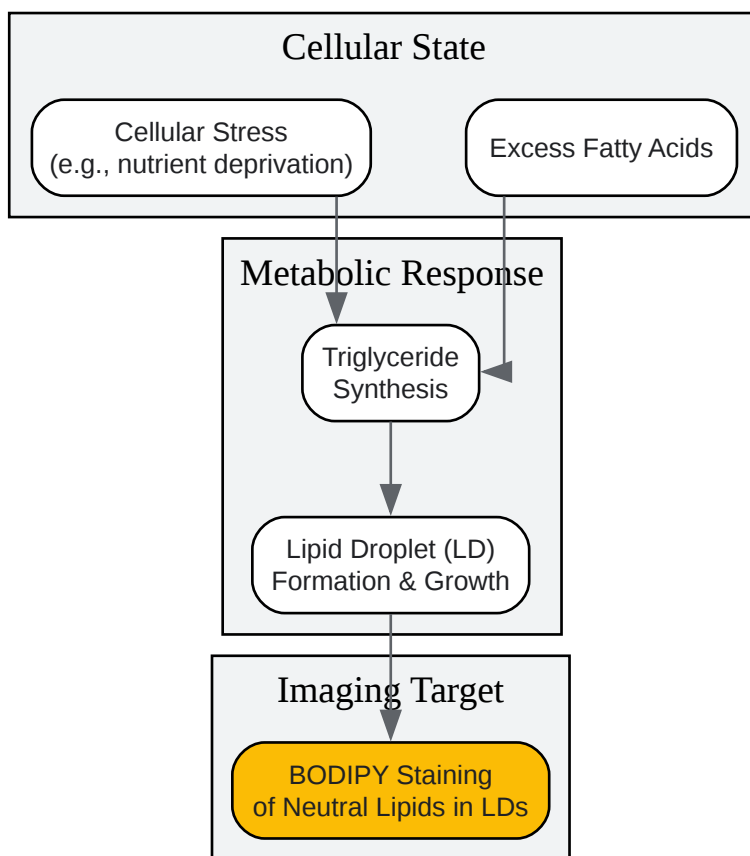 Cellular State
Cellular Stress
(e.g., nutrient deprivation)
Excess Fatty Acids
Metabolic Response
Triglyceride
Synthesis
Lipid Droplet (LD)
Formation & Growth
Imaging Target
BODIPY Staining
of Neutral Lipids in LDs